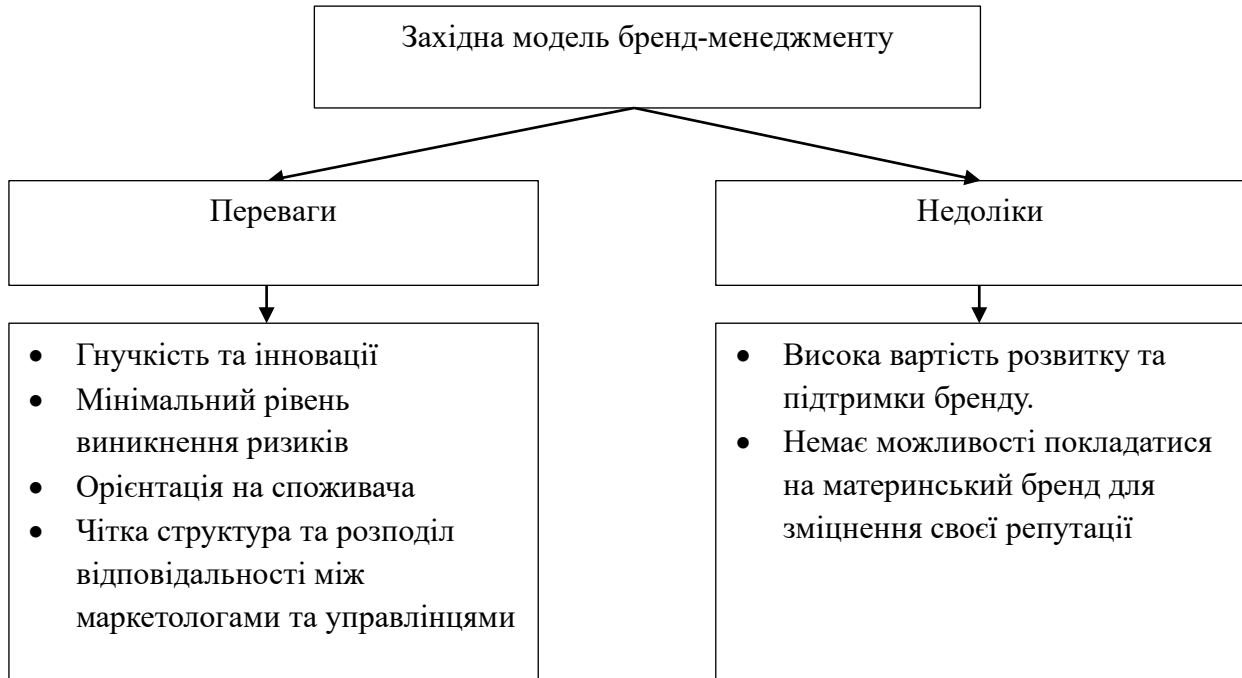 Західна модель бренд-менеджменту
Переваги
Недоліки
• Гнучкість та інновації
• Мінімальний рівень
виникнення ризиків
• Орієнтація на споживача
• Чітка структура та розподіл
відповідальності між
маркетологами та управлінцями
• Висока вартість розвитку та
підтримки бренду.
• Немає можливості покладатися
на материнський бренд для
зміцнення своєї репутації